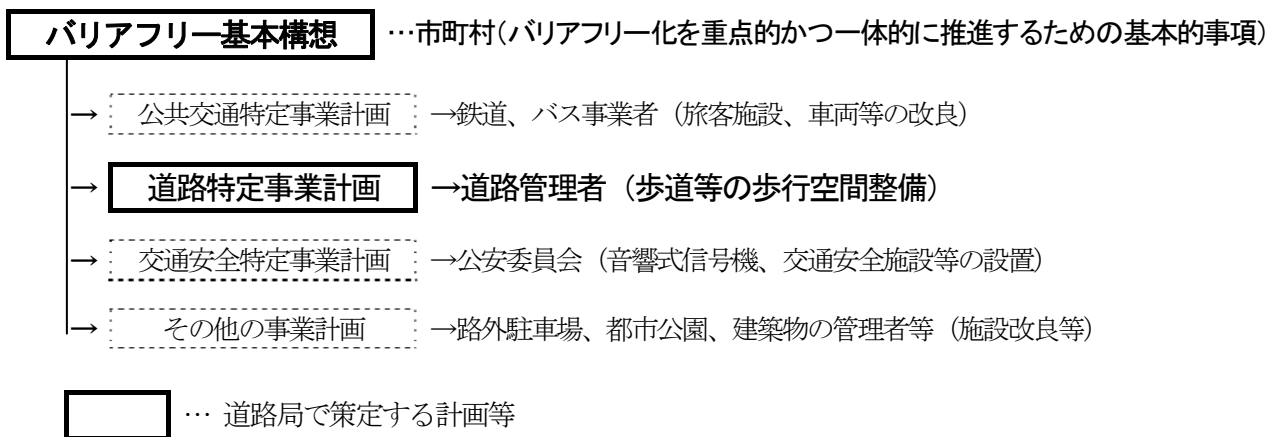 バリアフリー基本構想 …市町村(バリアフリー化を重点的かつ一体的に推進するための基本的事項)
→ 公共交通特定事業計画 →鉄道、バス事業者（旅客施設、車両等の改良）
→ 道路特定事業計画 →道路管理者（歩道等の歩行空間整備）
→ 交通安全特定事業計画 →公安委員会（音響式信号機、交通安全施設等の設置）
→ その他の事業計画 →路外駐車場、都市公園、建築物の管理者等（施設改良等）
… 道路局で策定する計画等